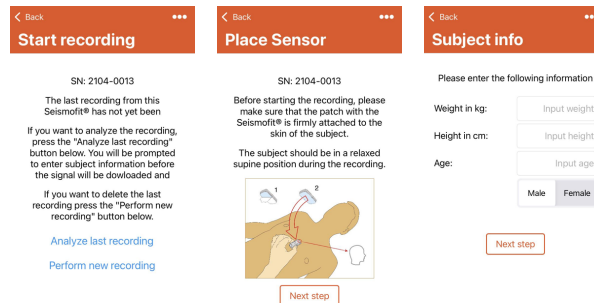 Back
Start recording
SN: 2104-0013
The last recording from this
Seismofit® has not yet been
If you want to analyze the recording,
press the "Analyze last recording"
button below. You will be prompted
to enter subject information before
the signal will be dowloaded and
If you want to delete the last
recording press the "Perform new
recording" button below.
Analyze last recording
Perform new recording
Back
Place Sensor
SN: 2104-0013
Before starting the recording, please
make sure that the patch with the
Seismofit® is firmly attached to the
skin of the subject.
The subject should be in a relaxed
supine position during the recording.
1
2
Next step
Back
Subject info
Please enter the following information
Weight in kg:
Input weight
Height in cm:
Input height
Age:
Input age
Male
Female
Next step